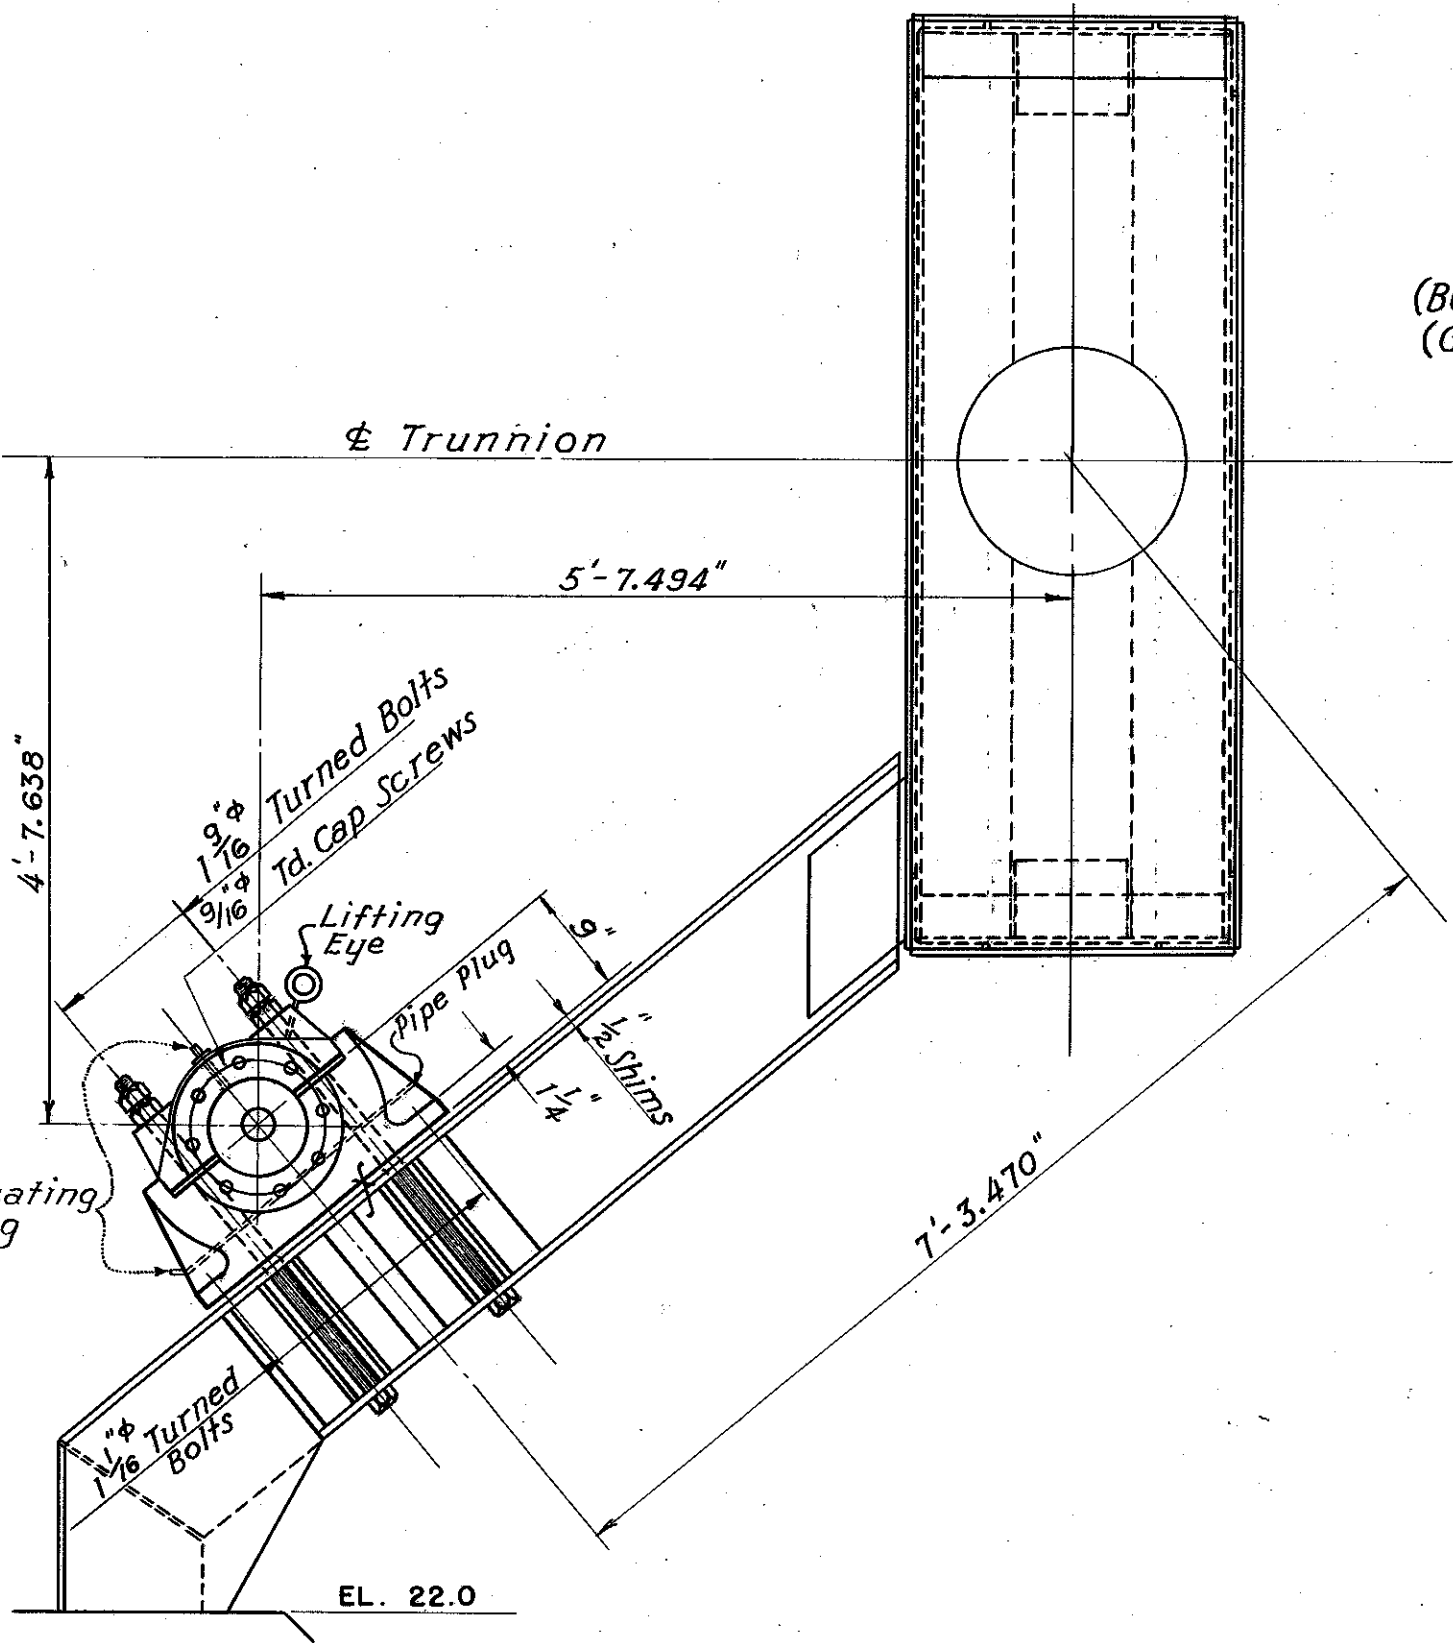 ℄ Trunnion
5'-7.494"
4'-7.638"
1 9/16"φ Turned Bolts
9/16"φ Td. Cap Screws
Lifting
Eye
Pipe Plug
9"
1/2" Shims
1 1/4"
7'-3.470"
1 1/16"φ Turned
Bolts
EL. 22.0